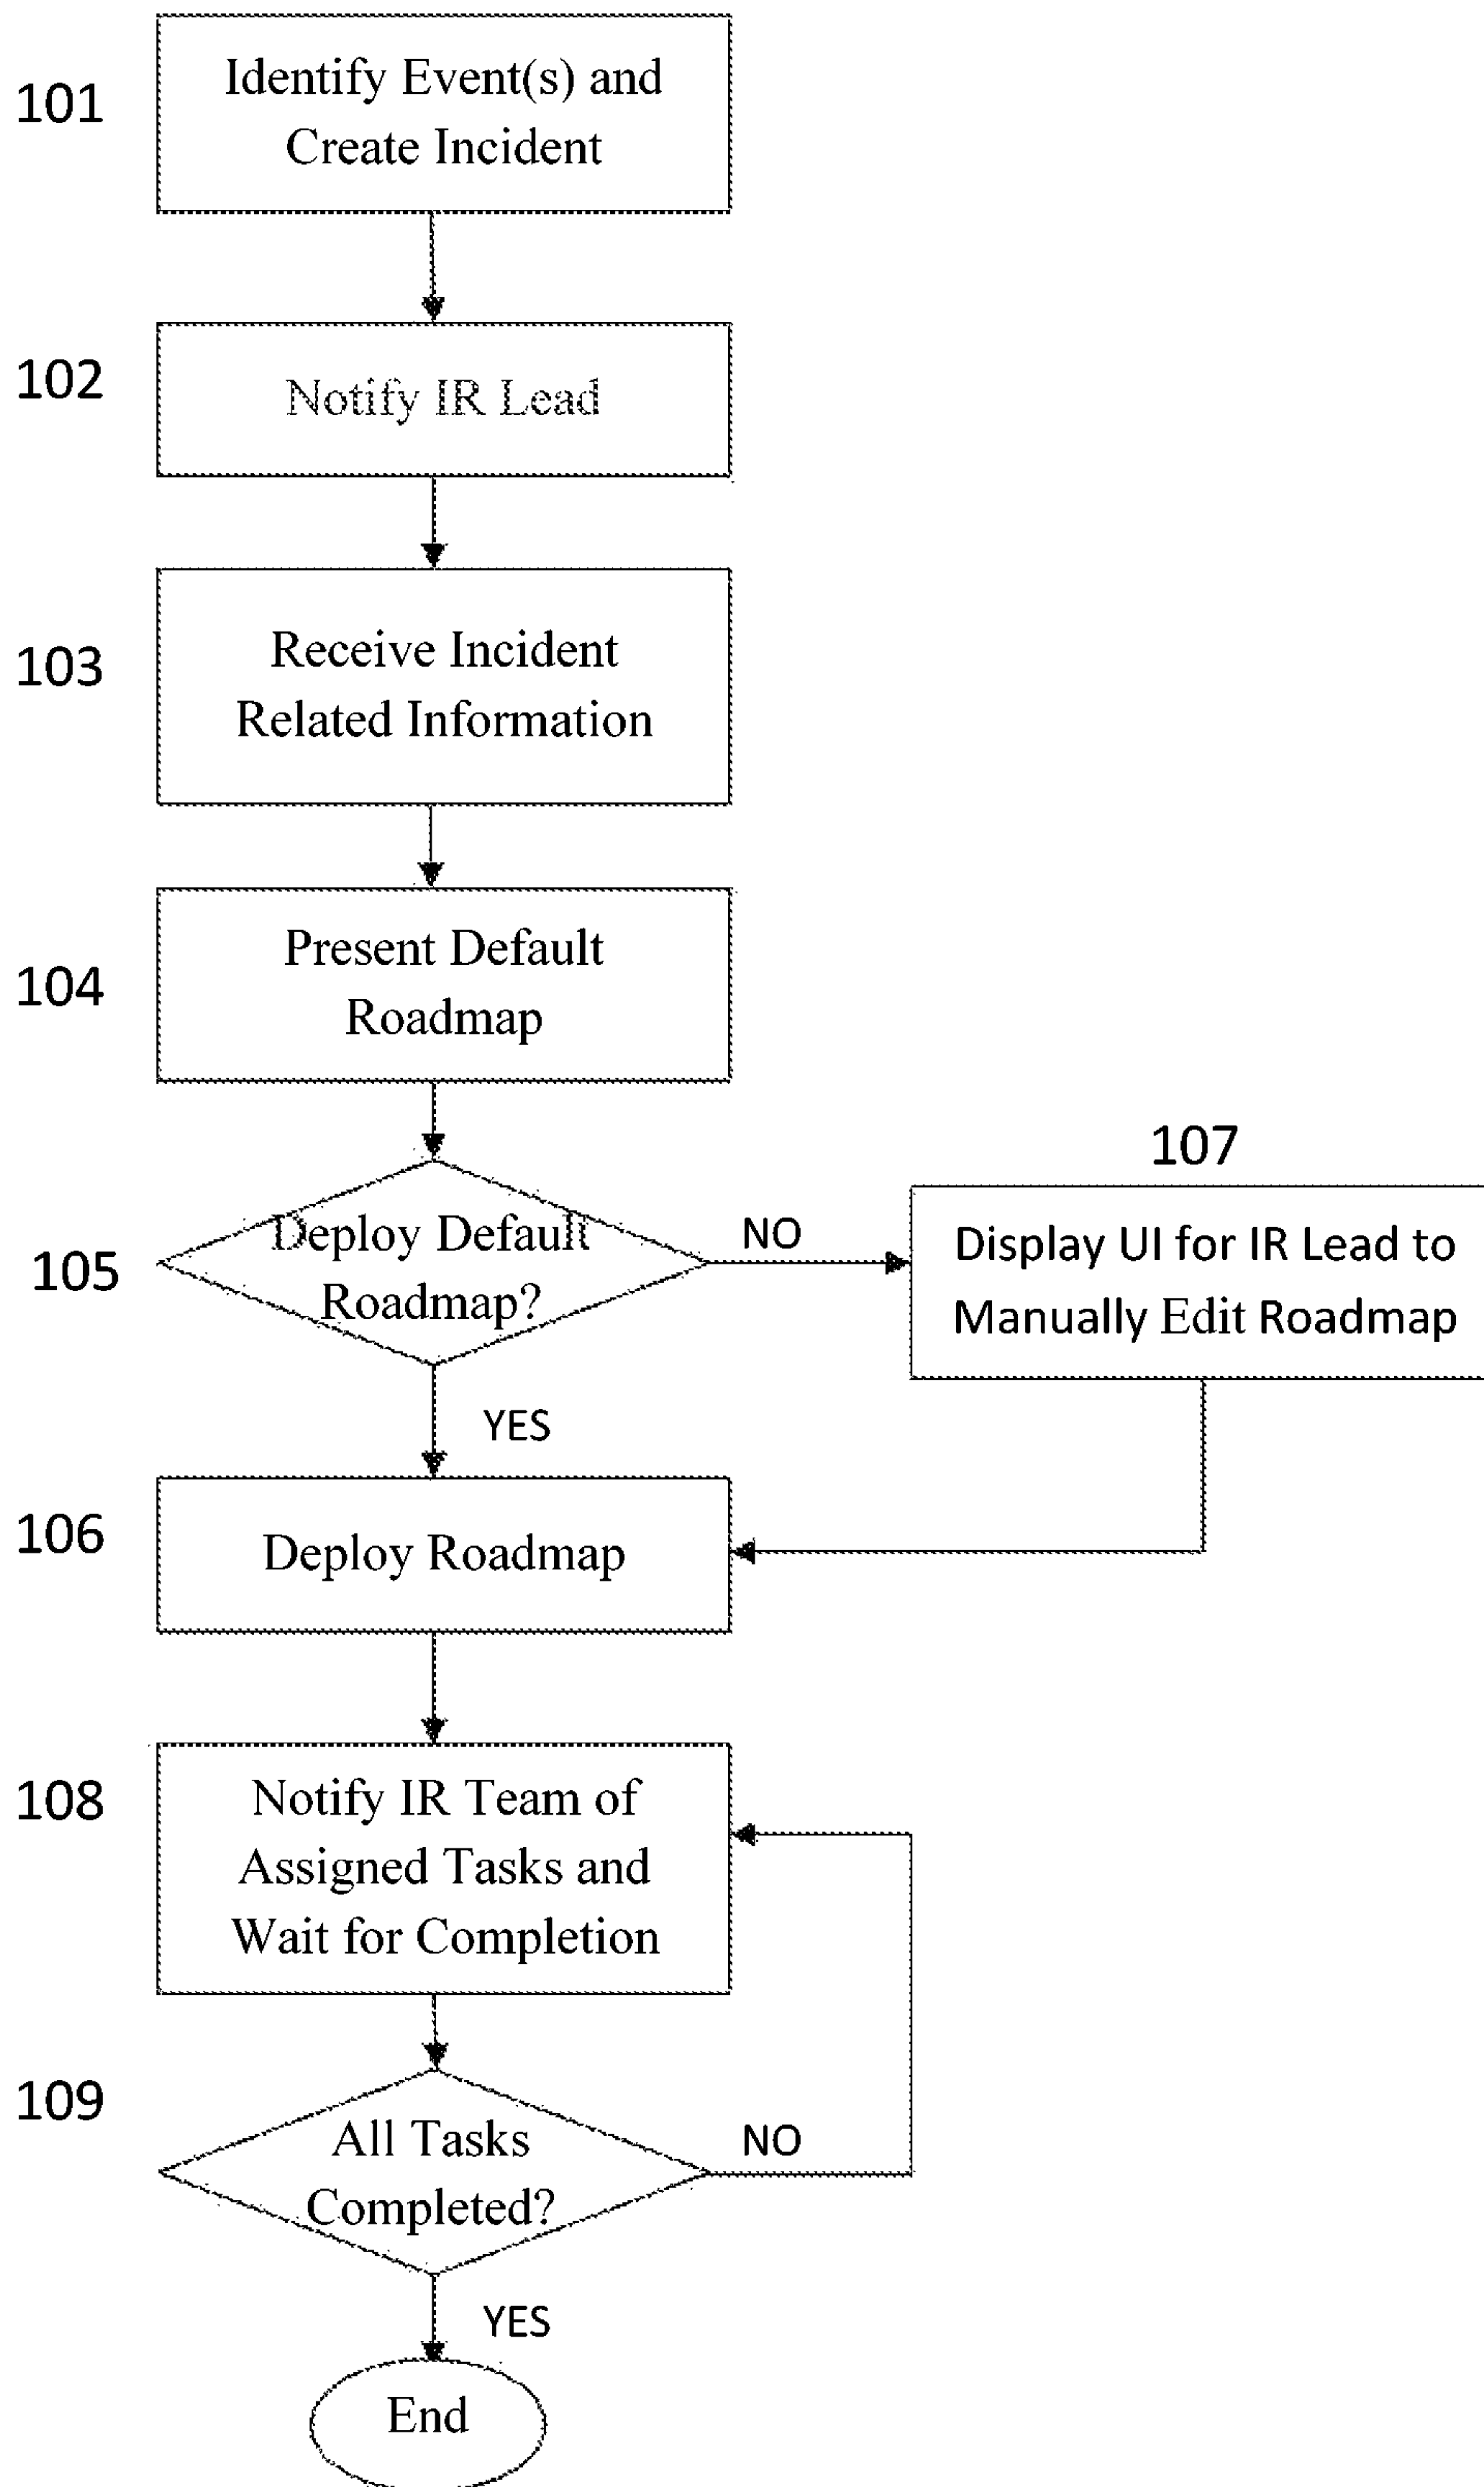 101
Identify Event(s) and
Create Incident
102
Notify IR Lead
103
Receive Incident
Related Information
104
Present Default
Roadmap
105
Deploy Default
Roadmap?
NO
107
Display UI for IR Lead to
Manually Edit Roadmap
YES
106
Deploy Roadmap
108
Notify IR Team of
Assigned Tasks and
Wait for Completion
109
All Tasks
Completed?
NO
YES
End